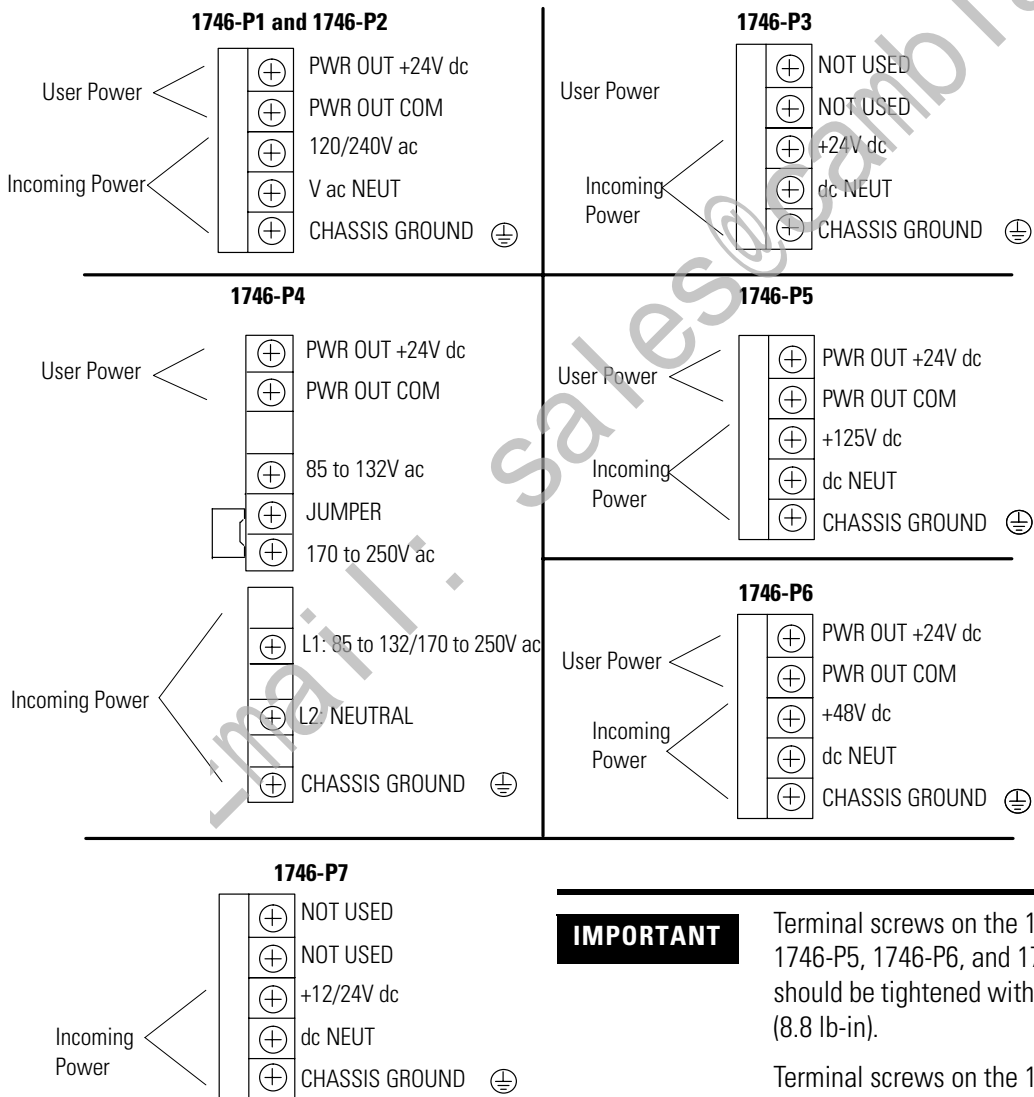 1746-P1 and 1746-P2
User Power
Incoming Power
PWR OUT +24V dc
PWR OUT COM
120/240V ac
V ac NEUT
CHASSIS GROUND
1746-P3
User Power
Incoming
Power
NOT USED
NOT USED
+24V dc
dc NEUT
CHASSIS GROUND
1746-P4
User Power
PWR OUT +24V dc
PWR OUT COM
85 to 132V ac
JUMPER
170 to 250V ac
Incoming Power
L1: 85 to 132/170 to 250V ac
L2: NEUTRAL
CHASSIS GROUND
1746-P5
User Power
Incoming
Power
PWR OUT +24V dc
PWR OUT COM
+125V dc
dc NEUT
CHASSIS GROUND
1746-P6
User Power
Incoming
Power
PWR OUT +24V dc
PWR OUT COM
+48V dc
dc NEUT
CHASSIS GROUND
1746-P7
Incoming
Power
NOT USED
NOT USED
+12/24V dc
dc NEUT
CHASSIS GROUND
IMPORTANT
Terminal screws on the 1
1746-P5, 1746-P6, and 17
should be tightened with
(8.8 lb-in).
Terminal screws on the 1
mail: sales@camb